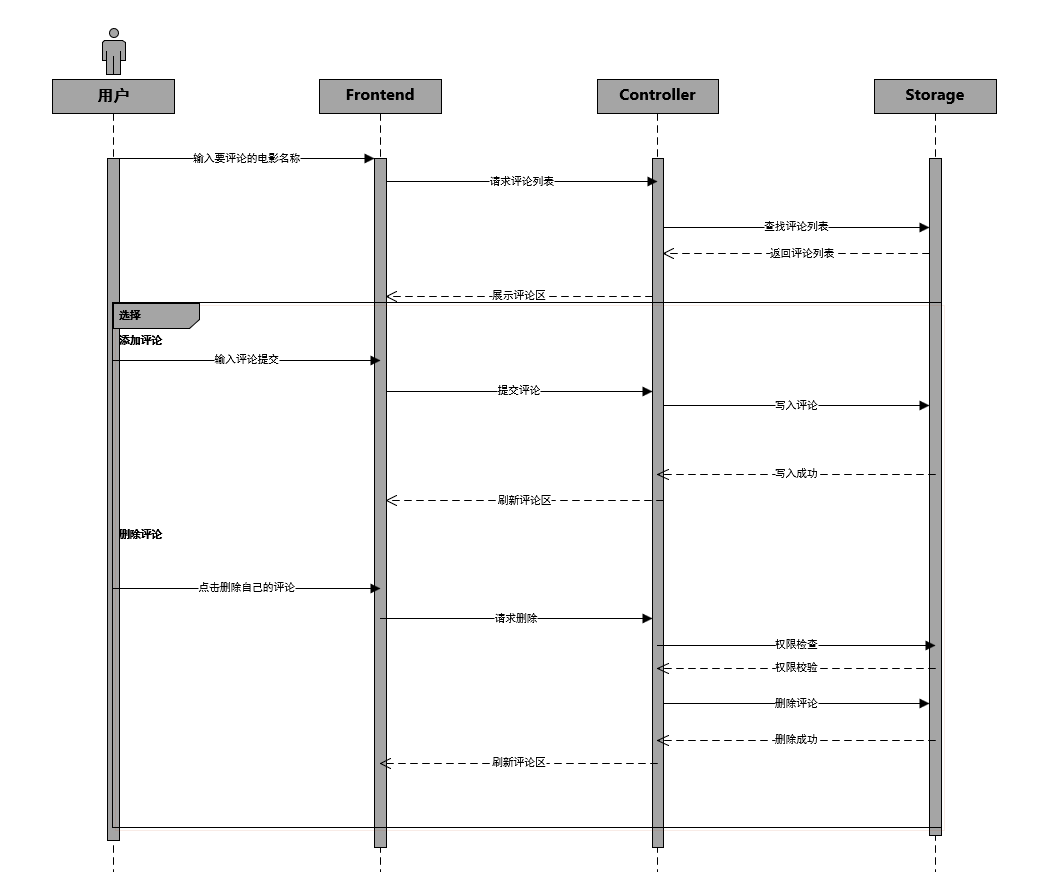 用户
Frontend
Controller
Storage
输入要评论的电影名称
请求评论列表
查找评论列表
返回评论列表
展示评论区
选择
添加评论
输入评论提交
提交评论
写入评论
写入成功
刷新评论区
删除评论
点击删除自己的评论
请求删除
权限检查
权限校验
删除评论
删除成功
刷新评论区